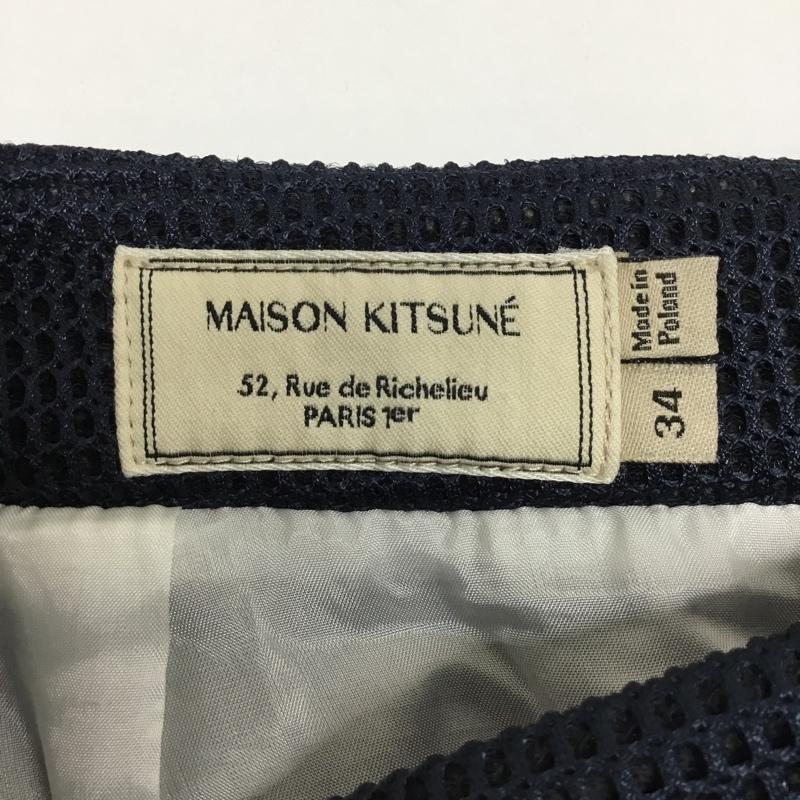 MAISON KITSUNÉ
52, Rue de Richelieu
PARIS 1er
Made in
Poland
34